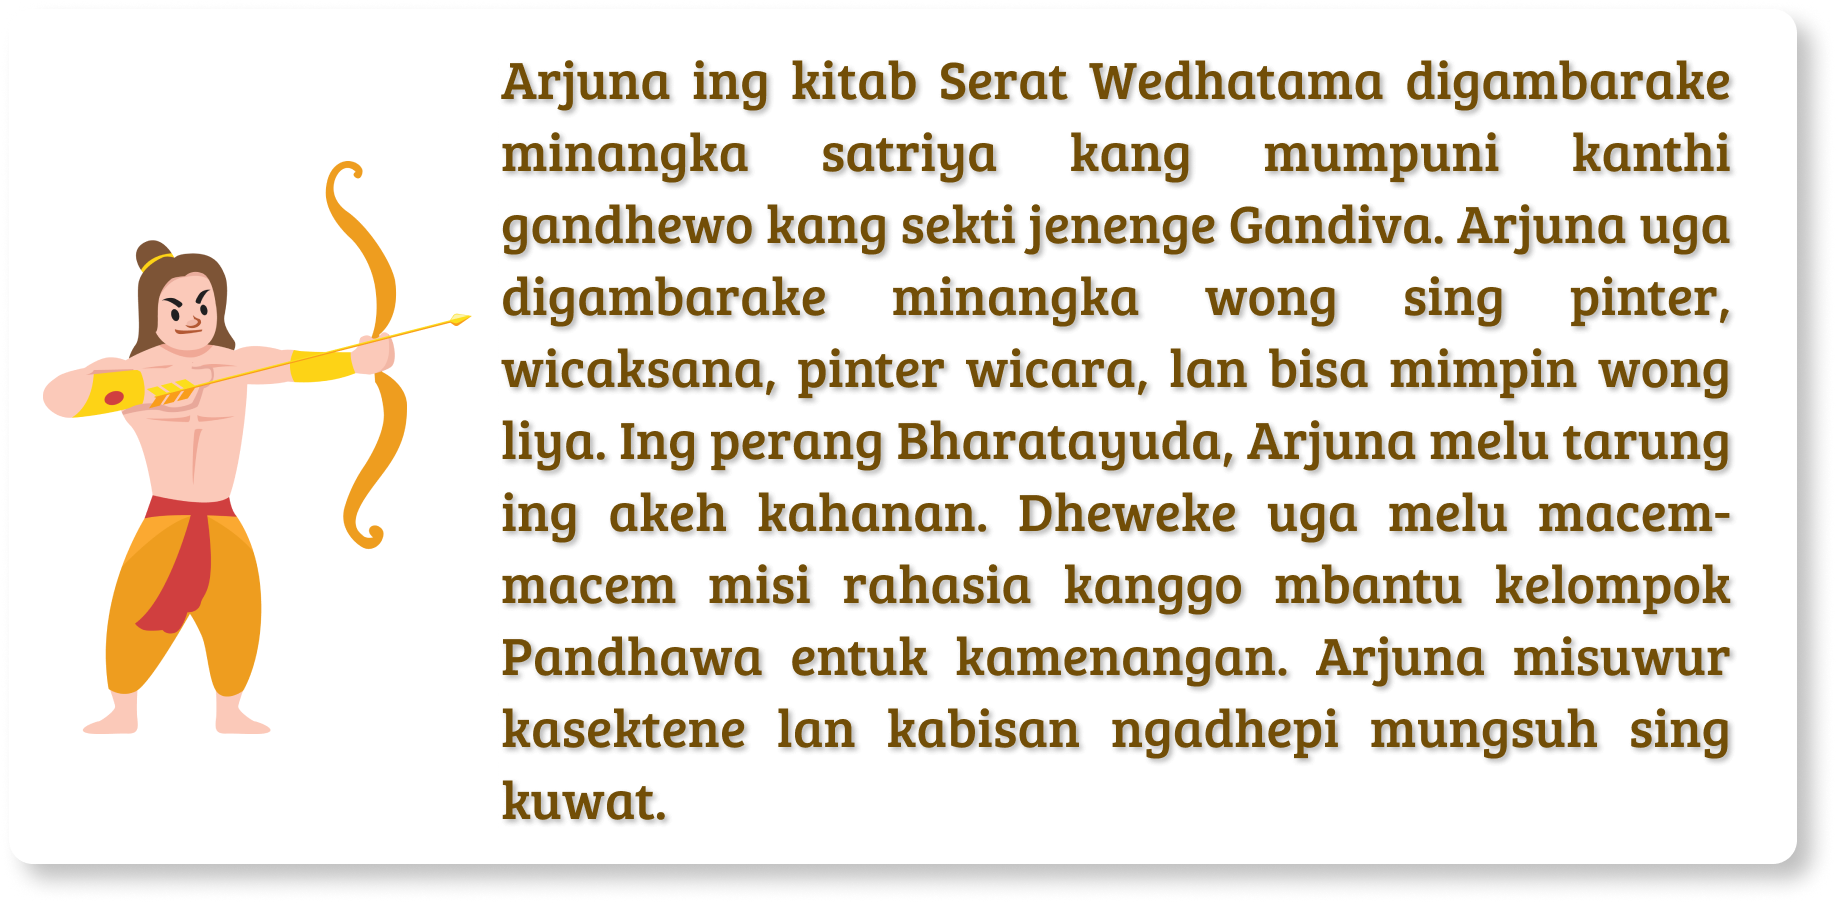 Arjuna ing kitab Serat Wedhatama digambarake
minangka satriya kang mumpuni kanthi
gandhewo kang sekti jenenge Gandiva. Arjuna uga
digambarake minangka wong sing pinter,
wicaksana, pinter wicara, lan bisa mimpin wong
liya. Ing perang Bharatayuda, Arjuna melu tarung
ing akeh kahanan. Dheweke uga melu macem-
macem misi rahasia kanggo mbantu kelompok
Pandhawa entuk kamenangan. Arjuna misuwur
kasektene lan kabisan ngadhepi mungsuh sing
kuwat.